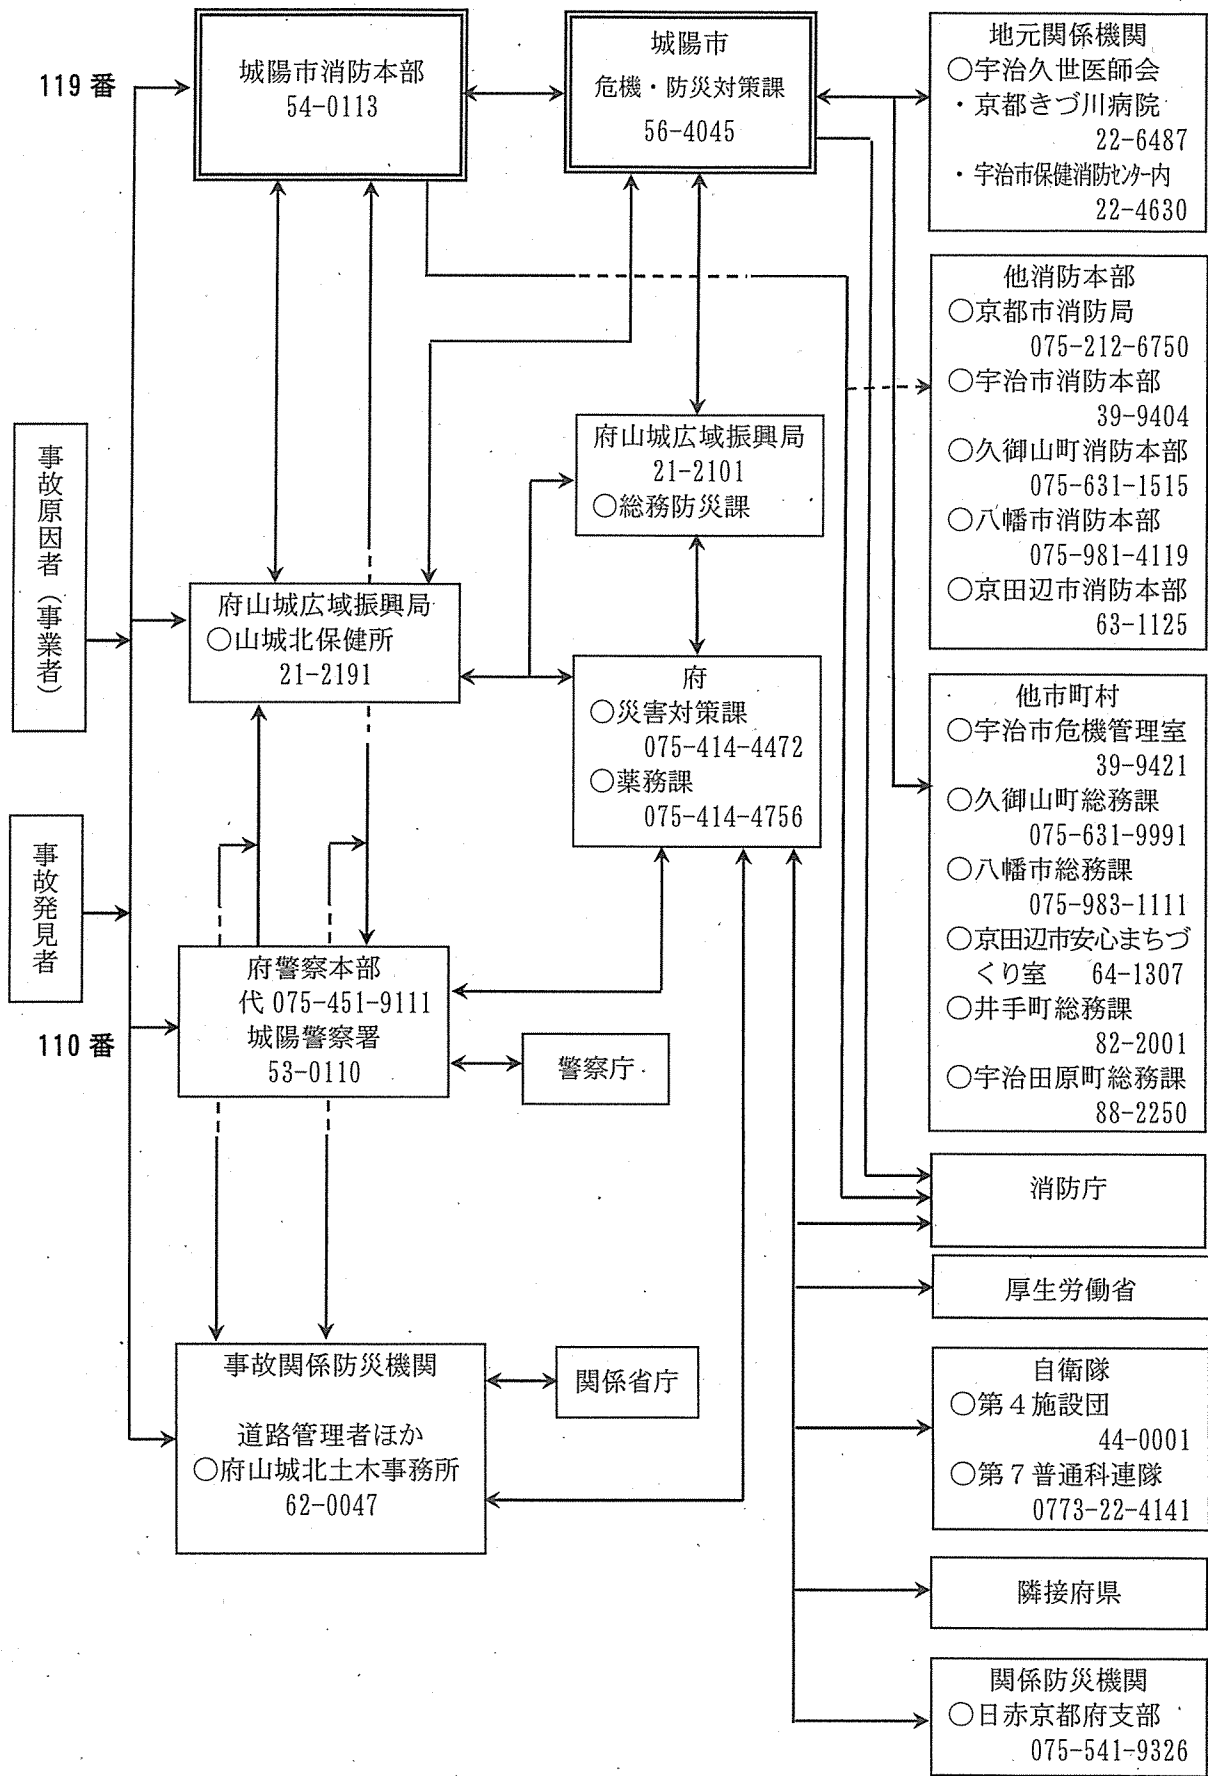 119 番
城陽市消防本部
54-0113
城陽市
危機・防災対策課
56-4045
地元関係機関
○宇治久世医師会
・京都きづ川病院
22-6487
・宇治市保健消防センター内
22-4630
他消防本部
○京都市消防局
075-212-6750
○宇治市消防本部
39-9404
○久御山町消防本部
075-631-1515
○八幡市消防本部
075-981-4119
○京田辺市消防本部
63-1125
事故原因者（事業者）
府山城広域振興局
21-2101
○総務防災課
府山城広域振興局
○山城北保健所
21-2191
府
○災害対策課
075-414-4472
○薬務課
075-414-4756
他市町村
○宇治市危機管理室
39-9421
○久御山町総務課
075-631-9991
○八幡市総務課
075-983-1111
○京田辺市安心まちづ
くり室 64-1307
○井手町総務課
82-2001
○宇治田原町総務課
88-2250
事故発見者
110 番
府警察本部
代 075-451-9111
城陽警察署
53-0110
警察庁
消防庁
厚生労働省
事故関係防災機関
道路管理者ほか
○府山城北土木事務所
62-0047
関係省庁
自衛隊
○第４施設団
44-0001
○第７普通科連隊
0773-22-4141
隣接府県
関係防災機関
○日赤京都府支部
075-541-9326